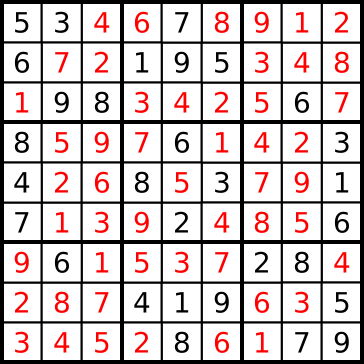 5 3 4 6 7 8 9 1 2
6 7 2 1 9 5 3 4 8
1 9 8 3 4 2 5 6 7
8 5 9 7 6 1 4 2 3
4 2 6 8 5 3 7 9 1
7 1 3 9 2 4 8 5 6
9 6 1 5 3 7 2 8 4
2 8 7 4 1 9 6 3 5
3 4 5 2 8 6 1 7 9